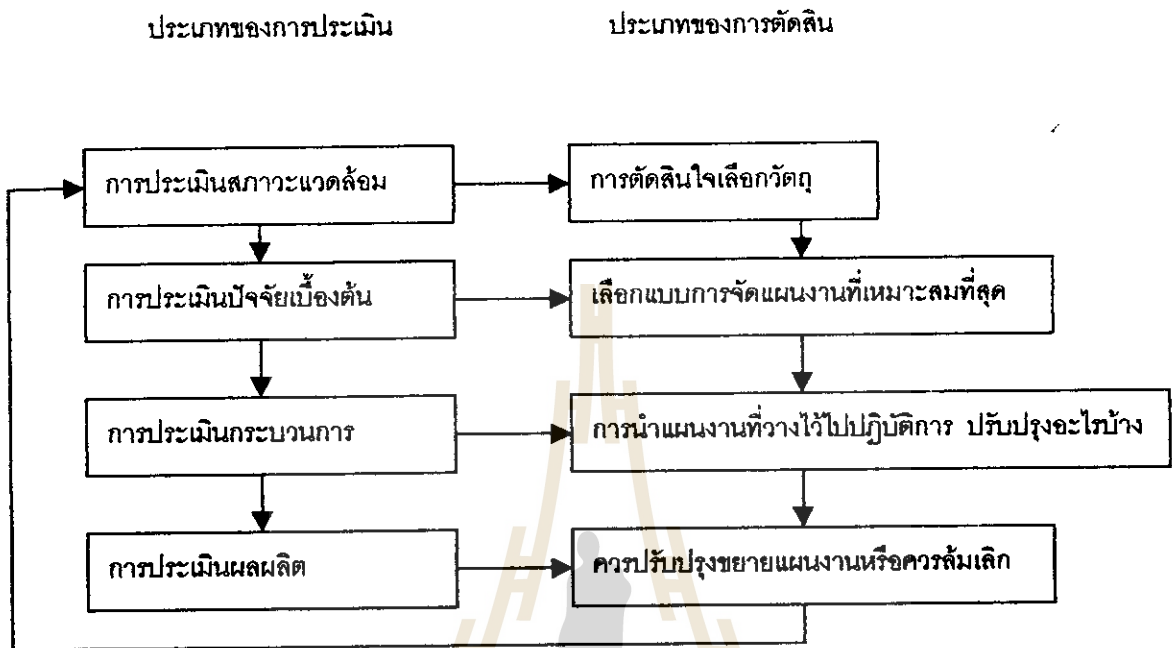 ประเภทของการประเมิน ประเภทของการตัดสิน
การประเมินสภาวะแวดล้อม การตัดสินใจเลือกวัตถุ
การประเมินปัจจัยเบื้องต้น เลือกแบบการจัดแผนงานที่เหมาะสมที่สุด
การประเมินกระบวนการ การนำแผนงานที่วางไว้ไปปฏิบัติการ ปรับปรุงอะไรบ้าง
การประเมินผลผลิต ควรปรับปรุงขยายแผนงานหรือควรล้มเลิก